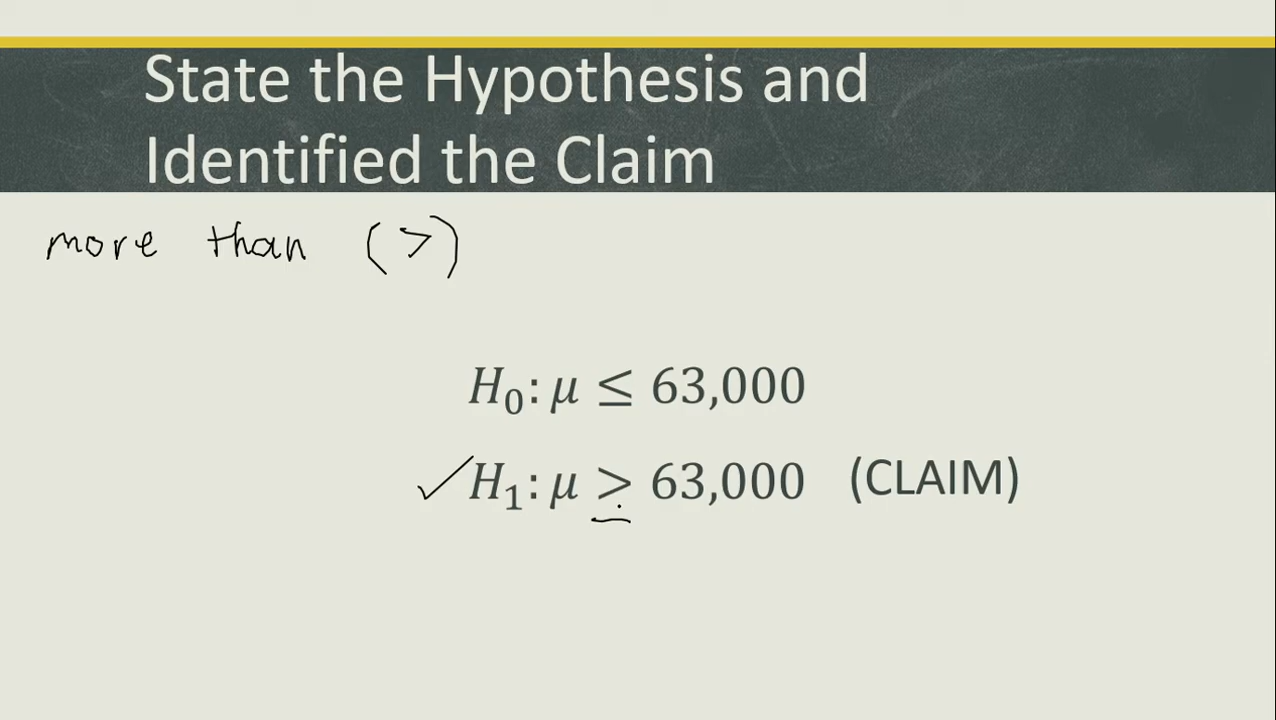 State the Hypothesis and
Identified the Claim
more than (>)
H₀: μ ≤ 63,000
✓ H₁: μ > 63,000 (CLAIM)